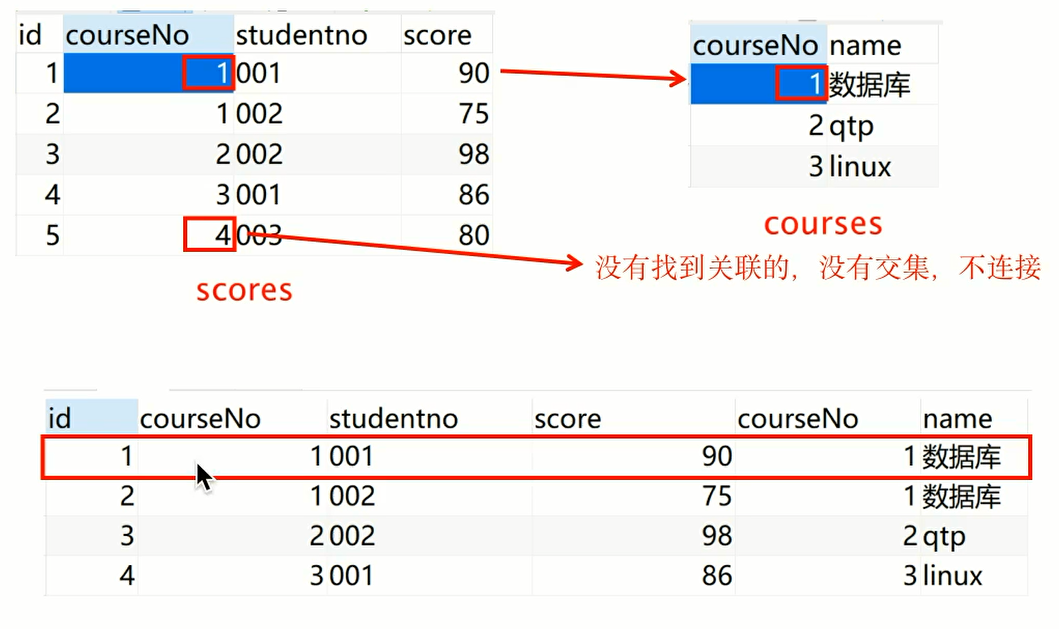 id courseNo studentno score
1 1 001 90
2 1 002 75
3 2 002 98
4 3 001 86
5 4 003 80
scores
courseNo name
1 数据库
2 qtp
3 linux
courses
没有找到关联的，没有交集，不连接
id courseNo studentno score courseNo name
1 1 001 90 1 数据库
2 1 002 75 1 数据库
3 2 002 98 2 qtp
4 3 001 86 3 linux